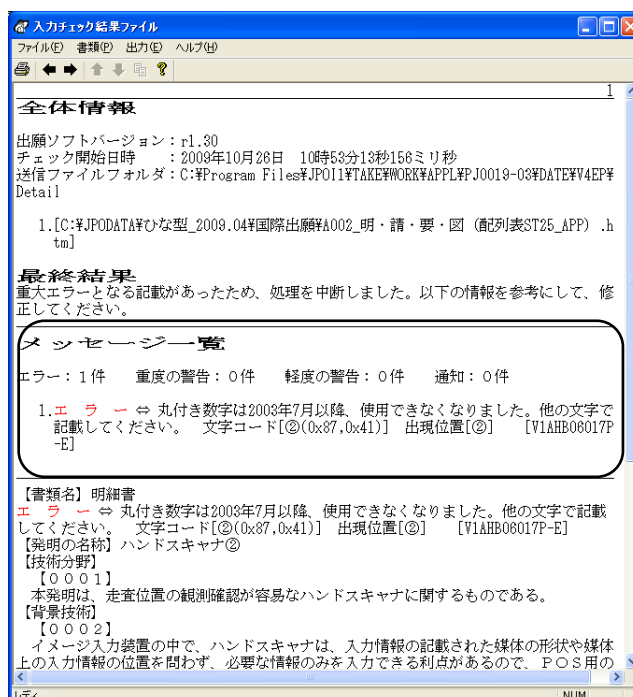 入力チェック結果ファイル
ファイル(F) 書類(P) 出力(E) ヘルプ(H)
1
全体情報
出願ソフトバージョン：r1.30
チェック開始日時　　：2009年10月26日　10時53分13秒156ミリ秒
送信ファイルフォルダ：C:¥Program Files¥JPOI1¥TAKE¥WORK¥APPL¥PJ0019-03¥DATE¥V4EP¥
Detail
1.[C:¥JPODATA¥ひな型_2009.04¥国際出願¥A002_明・請・要・図（配列表ST25_APP）.h
tm]
最終結果
重大エラーとなる記載があったため、処理を中断しました。以下の情報を参考にして、修
正してください。
メッセージ一覧
エラー：1件　　重度の警告：0件　　軽度の警告：0件　　通知：0件
1.エ ラ ー ⇔ 丸付き数字は2003年7月以降、使用できなくなりました。他の文字で
記載してください。　文字コード[②(0x87,0x41)]　出現位置[②]　　[V1AHB06017P
-E]
【書類名】明細書
エ ラ ー ⇔ 丸付き数字は2003年7月以降、使用できなくなりました。他の文字で記載
してください。　文字コード[②(0x87,0x41)]　出現位置[②]　　[V1AHB06017P-E]
【発明の名称】ハンドスキャナ②
【技術分野】
【０００１】
本発明は、走査位置の観測確認が容易なハンドスキャナに関するものである。
【背景技術】
【０００２】
イメージ入力装置の中で、ハンドスキャナは、入力情報の記載された媒体の形状や媒体
上の入力情報の位置を問わず、必要な情報のみを入力できる利点があるので、ＰＯＳ用の
レディ
NUM